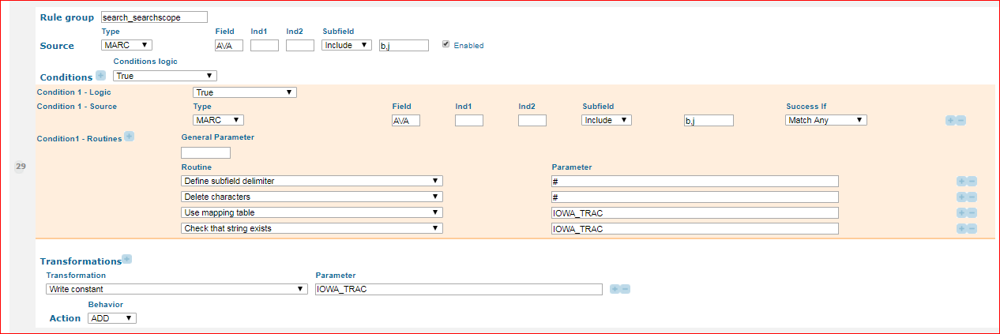 Rule group search_searchscope
Type Field Ind1 Ind2 Subfield
Source MARC AVA Include b,j Enabled
Conditions logic
Conditions True
Condition 1 - Logic True
Condition 1 - Source Type Field Ind1 Ind2 Subfield Success If
MARC AVA Include b,j Match Any
Condition1 - Routines General Parameter
29
Routine Parameter
Define subfield delimiter #
Delete characters #
Use mapping table IOWA_TRAC
Check that string exists IOWA_TRAC
Transformations
Transformation Parameter
Write constant IOWA_TRAC
Behavior
Action ADD